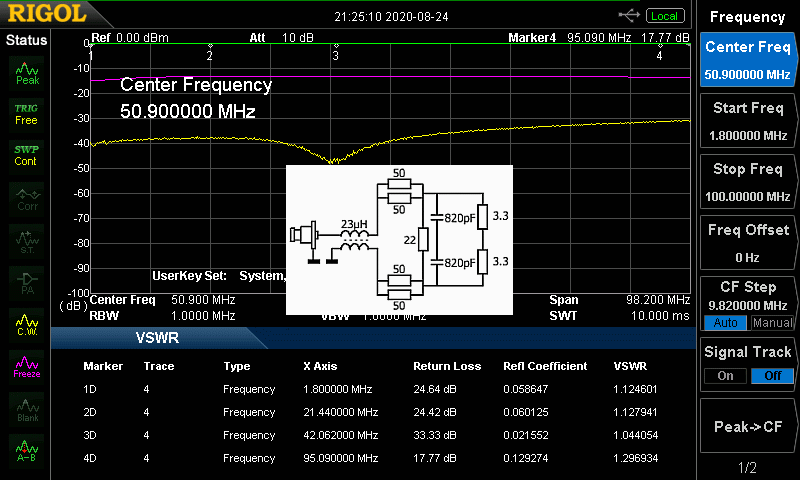 RIGOL
21:25:10 2020-08-24
Local
Status
Peak
TRIG
Free
SWP
Cont
Corr
S.T.
PA
C.W.
Freeze
Blank
A-B
Ref 0.00 dBm Att 10 dB Marker4 95.090 MHz 17.77 dB
0
-10
-20
-30
-40
-50
-60
-70
-80
-90
-100
(dB)
1 2 3 4
Center Frequency
50.900000 MHz
50
50
23µH
820pF
3.3
22
820pF
3.3
50
50
UserKey Set: System,
Center Freq 50.900 MHz Span 98.200 MHz
RBW 1.0000 MHz VBW 1.0000 MHz SWT 10.000 ms
VSWR
Marker Trace Type X Axis Return Loss Refl Coefficient VSWR
1D 4 Frequency 1.800000 MHz 24.64 dB 0.058647 1.124601
2D 4 Frequency 21.440000 MHz 24.42 dB 0.060125 1.127941
3D 4 Frequency 42.062000 MHz 33.33 dB 0.021552 1.044054
4D 4 Frequency 95.090000 MHz 17.77 dB 0.129274 1.296934
Frequency
Center Freq
50.900000 MHz
Start Freq
1.800000 MHz
Stop Freq
100.00000 MHz
Freq Offset
0 Hz
CF Step
9.820000 MHz
Auto Manual
Signal Track
On Off
Peak->CF
1/2